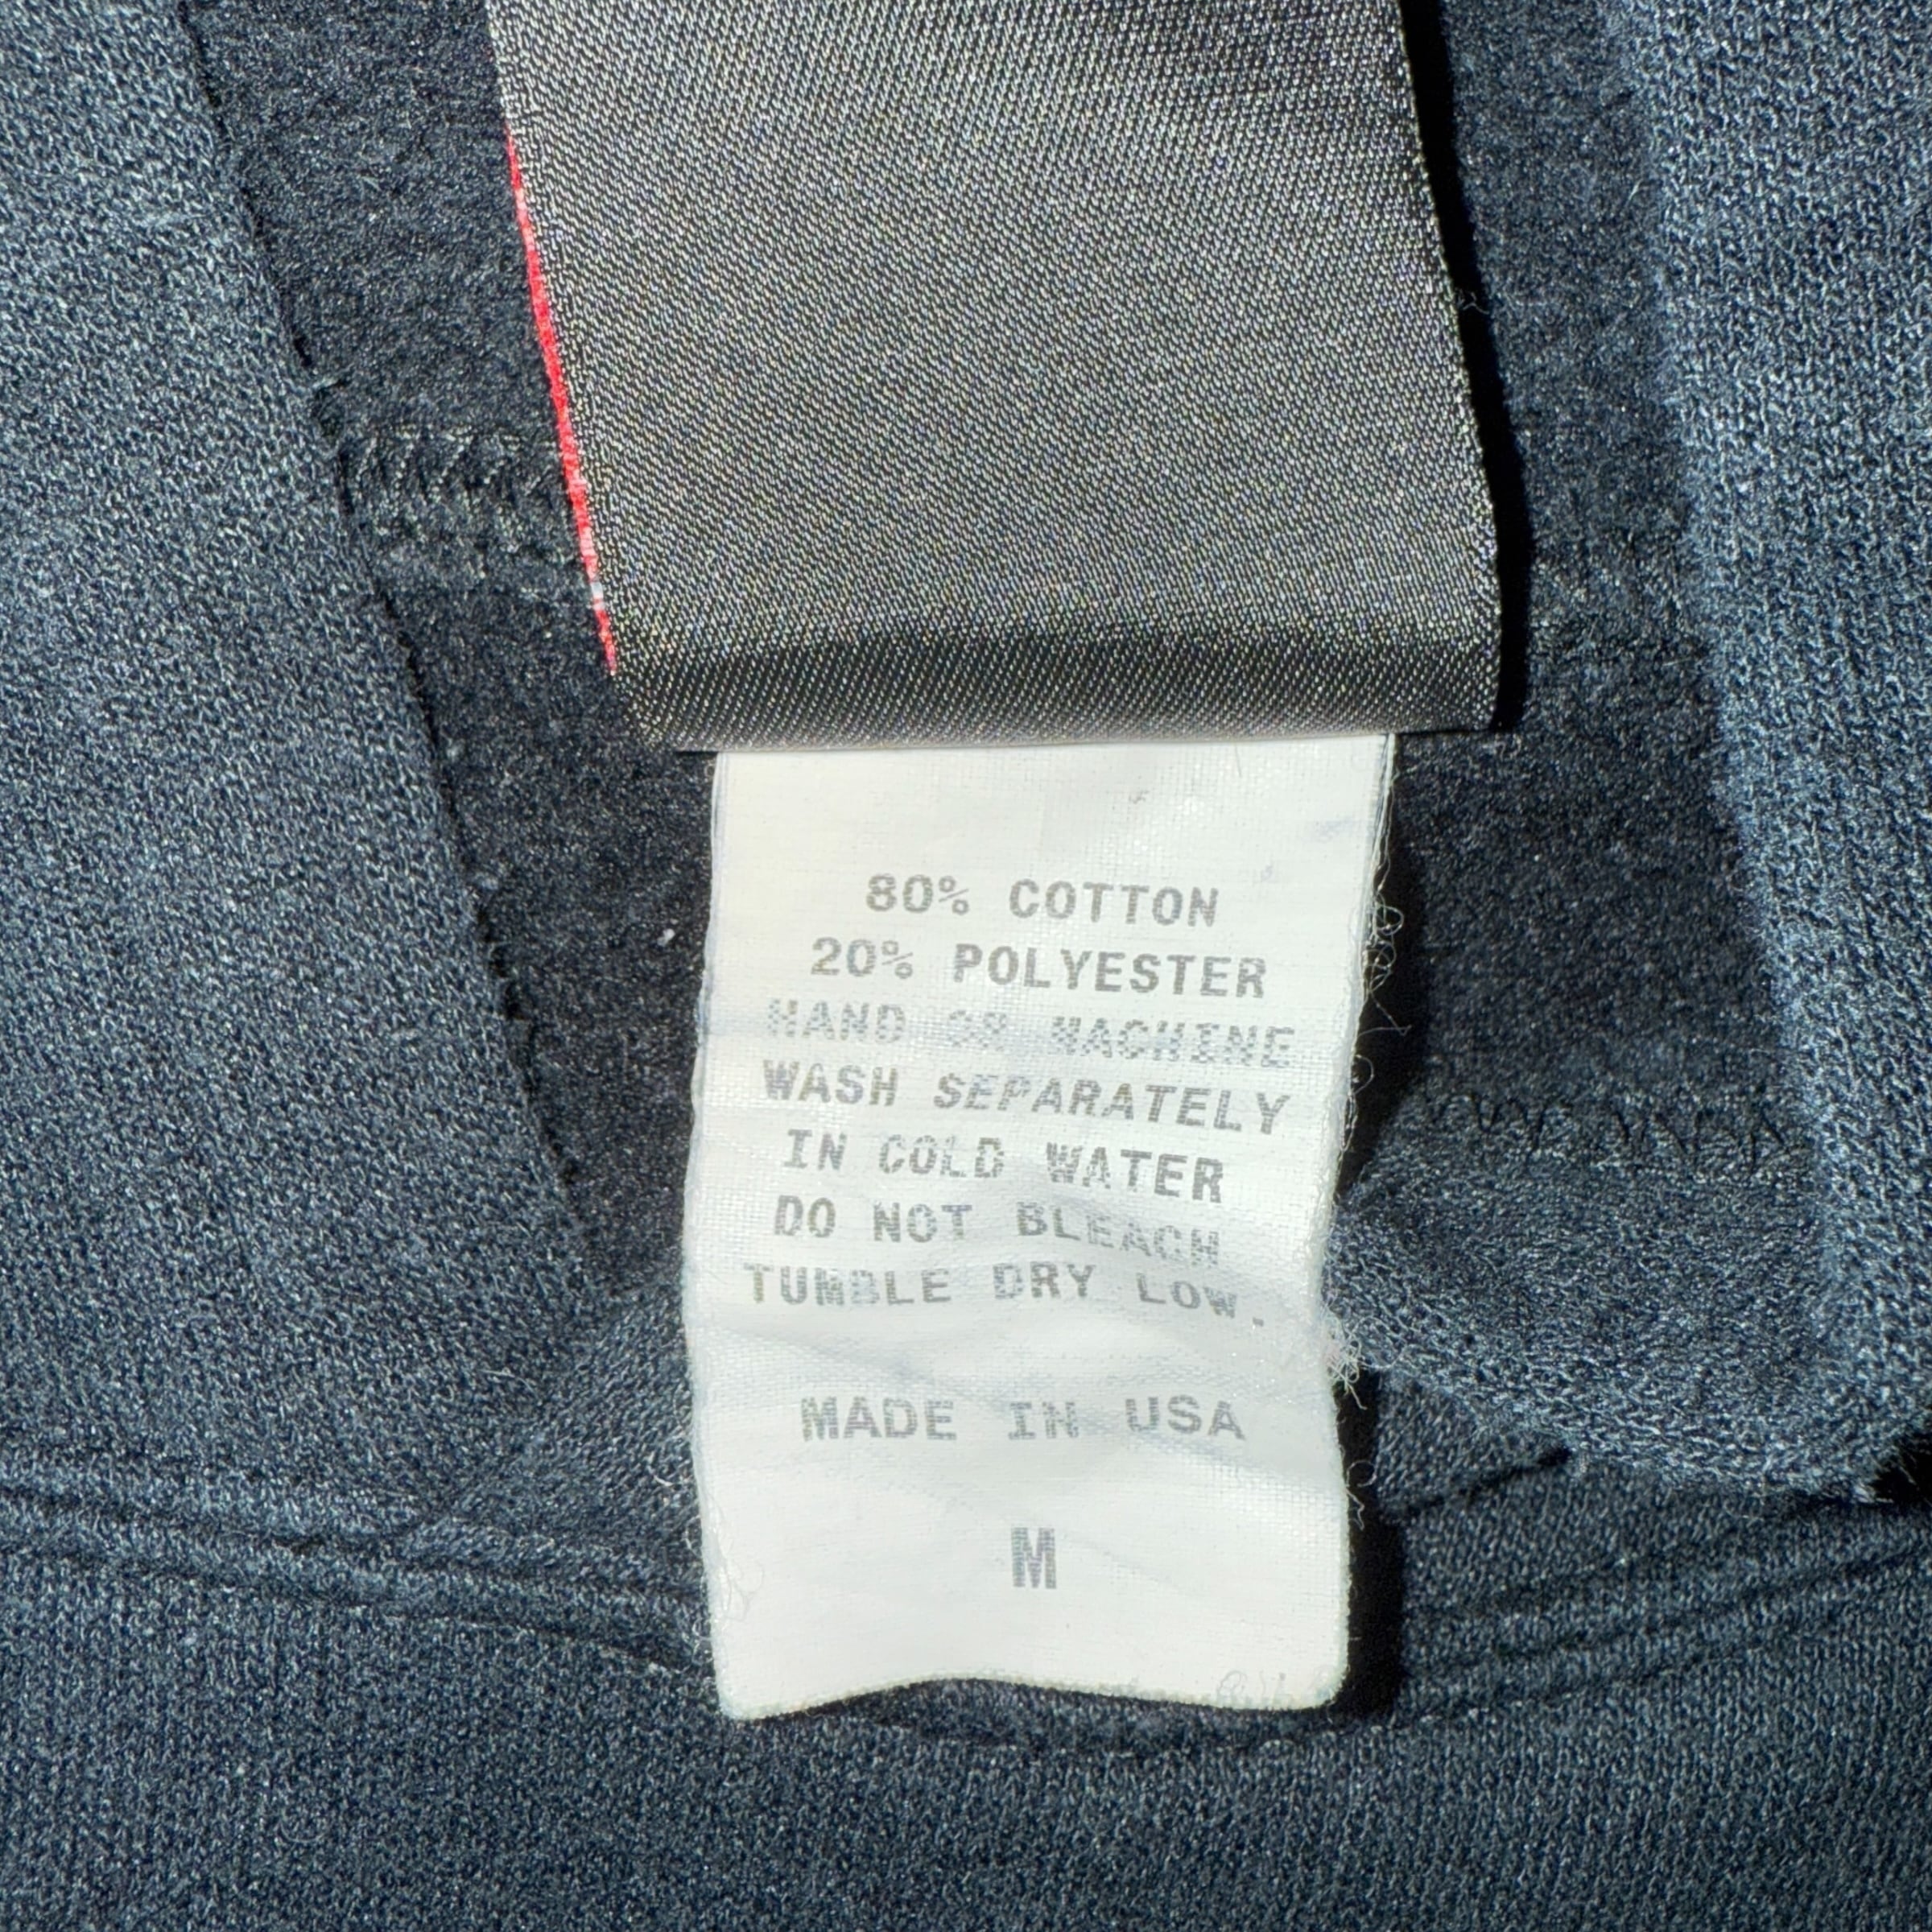 80% COTTON
20% POLYESTER
HAND OR MACHINE
WASH SEPARATELY
IN COLD WATER
DO NOT BLEACH
TUMBLE DRY LOW.
MADE IN USA
M